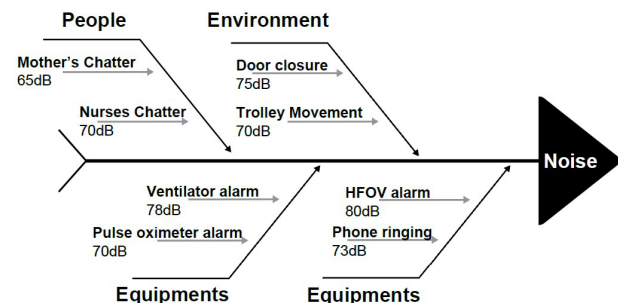 People
Environment
Mother's Chatter
65dB
Door closure
75dB
Nurses Chatter
70dB
Trolley Movement
70dB
Noise
Ventilator alarm
78dB
HFOV alarm
80dB
Pulse oximeter alarm
70dB
Phone ringing
73dB
Equipments
Equipments